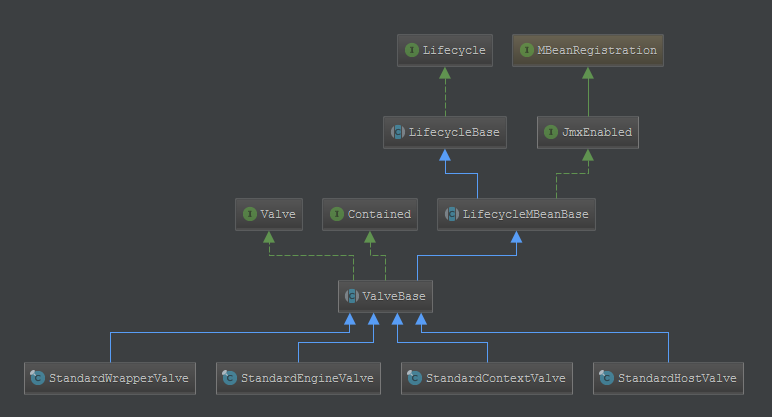 I Lifecycle
I MBeanRegistration
C LifecycleBase
I JmxEnabled
I Valve
I Contained
C LifecycleMBeanBase
C ValveBase
C StandardWrapperValve
C StandardEngineValve
C StandardContextValve
C StandardHostValve